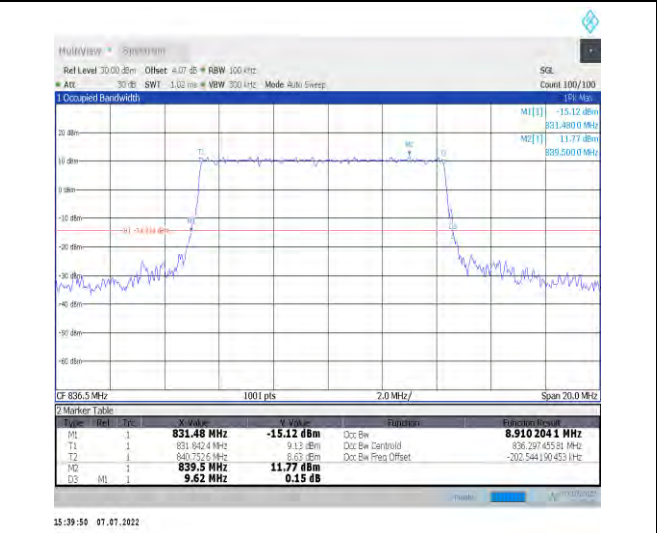 MultiView Spectrum
Ref Level 30.00 dBm Offset 4.07 dB RBW 100 kHz SGL
Att 30 dB SWT 1.02 ms VBW 300 kHz Mode Auto Sweep Count 100/100
1 Occupied Bandwidth 1Pk Max
M1[1] -15.12 dBm
831.4800 MHz
M2[1] 11.77 dBm
839.5000 MHz
20 dBm
10 dBm
0 dBm
-10 dBm
-20 dBm
-30 dBm
-40 dBm
-50 dBm
-60 dBm
T1
M2
T2
M1
D3
CF 836.5 MHz 1001 pts 2.0 MHz/ Span 20.0 MHz
2 Marker Table
Type Ref Trc X-Value Y-Value Function Function Result
M1 1 831.48 MHz -15.12 dBm Occ Bw 8.910 204 1 MHz
T1 1 831.842 4 MHz 9.13 dBm Occ Bw Centroid 836.297 455 81 MHz
T2 1 840.752 6 MHz 8.63 dBm Occ Bw Freq Offset -202.544 190 453 kHz
M2 1 839.5 MHz 11.77 dBm
D3 M1 1 9.62 MHz 0.15 dB
15:39:50 07.07.2022